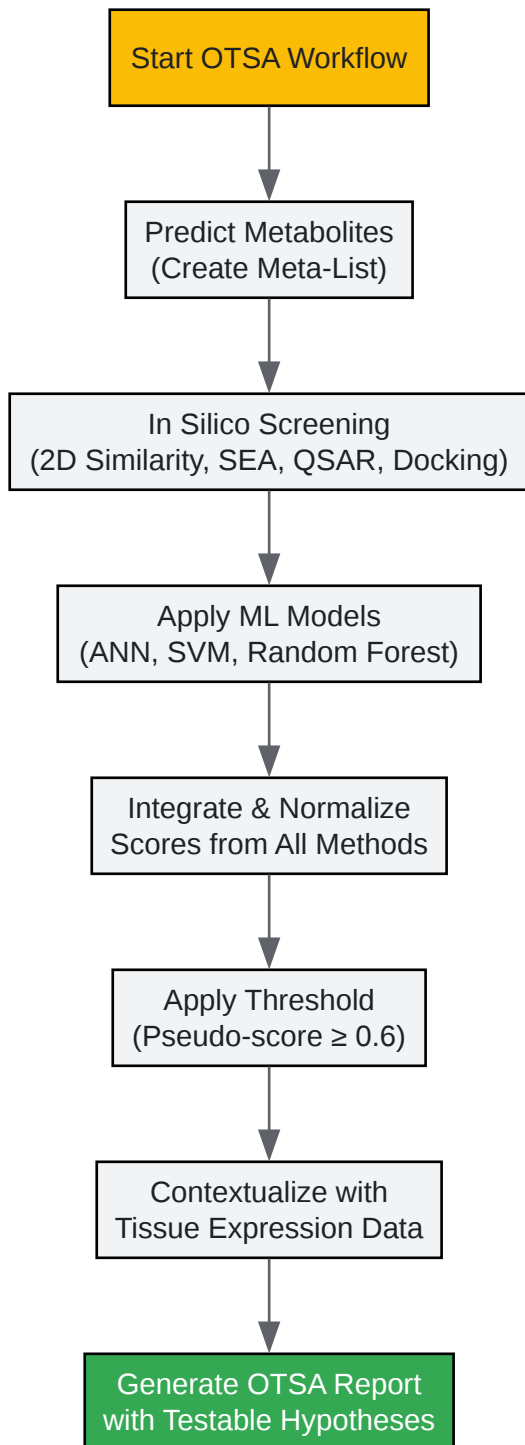 Start OTSA Workflow
Predict Metabolites
(Create Meta-List)
In Silico Screening
(2D Similarity, SEA, QSAR, Docking)
Apply ML Models
(ANN, SVM, Random Forest)
Integrate & Normalize
Scores from All Methods
Apply Threshold
(Pseudo-score ≥ 0.6)
Contextualize with
Tissue Expression Data
Generate OTSA Report
with Testable Hypotheses